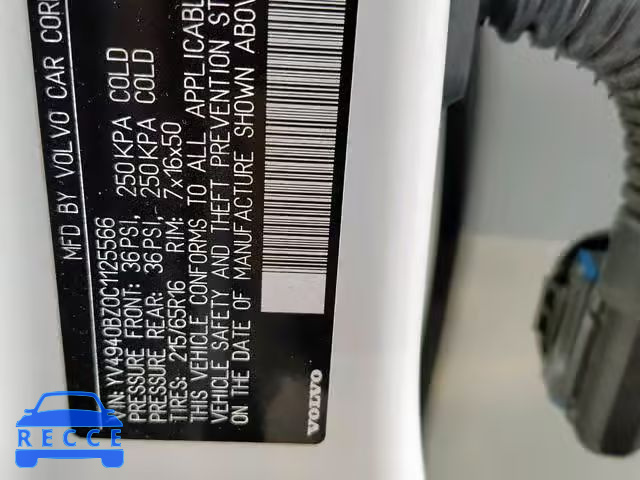 MFD BY VOLVO CAR COR
VIN: YV4940BZ0C1125566
PRESSURE FRONT: 36PSI, 250KPA COLD
PRESSURE REAR: 36PSI, 250KPA COLD
TIRES: 215/65R16 RIM: 7x16x50
THIS VEHICLE CONFORMS TO ALL APPLICABL
VEHICLE SAFETY AND THEFT PREVENTION ST
ON THE DATE OF MANUFACTURE SHOWN ABOV
VOLVO
RECCE